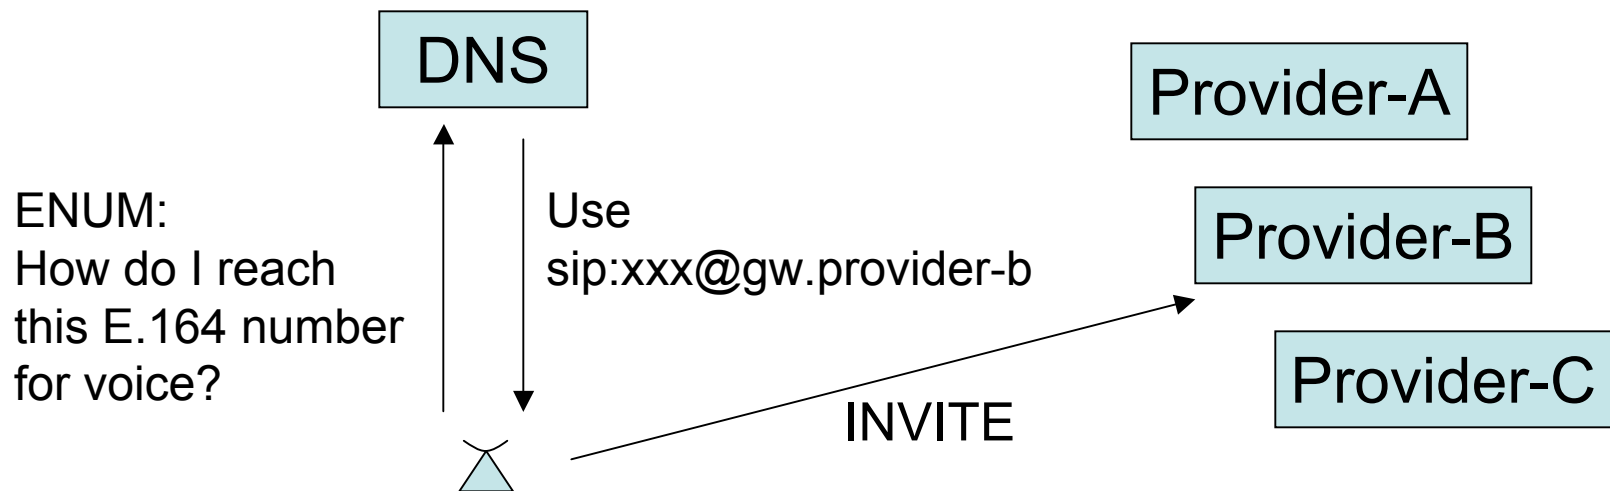 DNS
Provider-A
ENUM:
How do I reach
this E.164 number
for voice?
Use
sip:xxx@gw.provider-b
Provider-B
Provider-C
INVITE